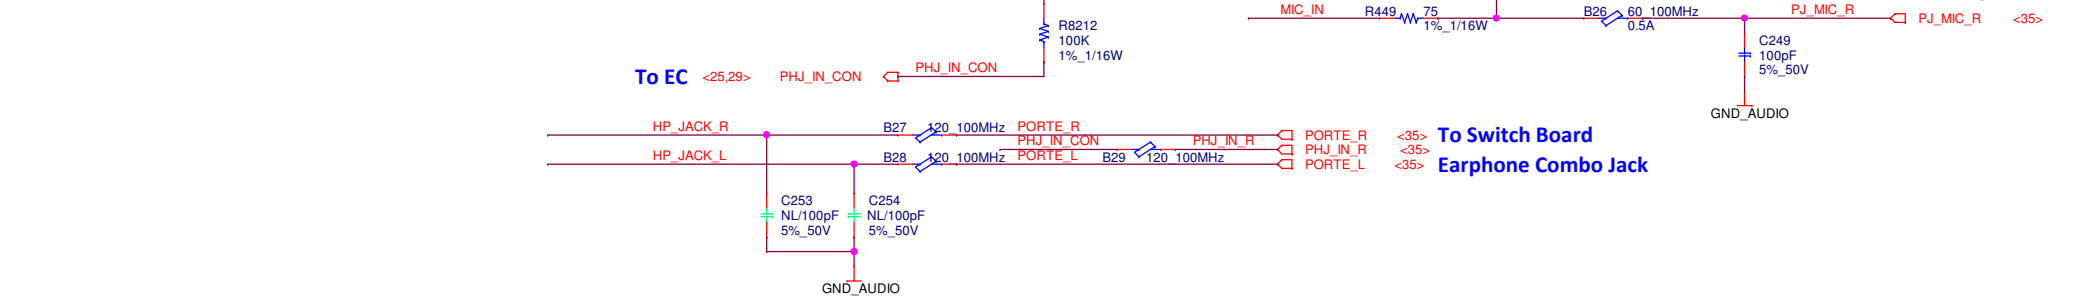 MIC_IN R449 75 B26 60_100MHz PJ_MIC_R PJ_MIC_R <35>
1%_1/16W 0.5A
R8212
100K
1%_1/16W
C249
100pF
5%_50V
To EC <25,29> PHJ_IN_CON PHJ_IN_CON
GND_AUDIO
HP_JACK_R B27 120_100MHz PORTE_R PORTE_R <35> To Switch Board
PHJ_IN_CON PHJ_IN_R PHJ_IN_R <35>
HP_JACK_L B28 120_100MHz PORTE_L B29 120_100MHz PORTE_L <35> Earphone Combo Jack
C253 C254
NL/100pF NL/100pF
5%_50V 5%_50V
GND_AUDIO